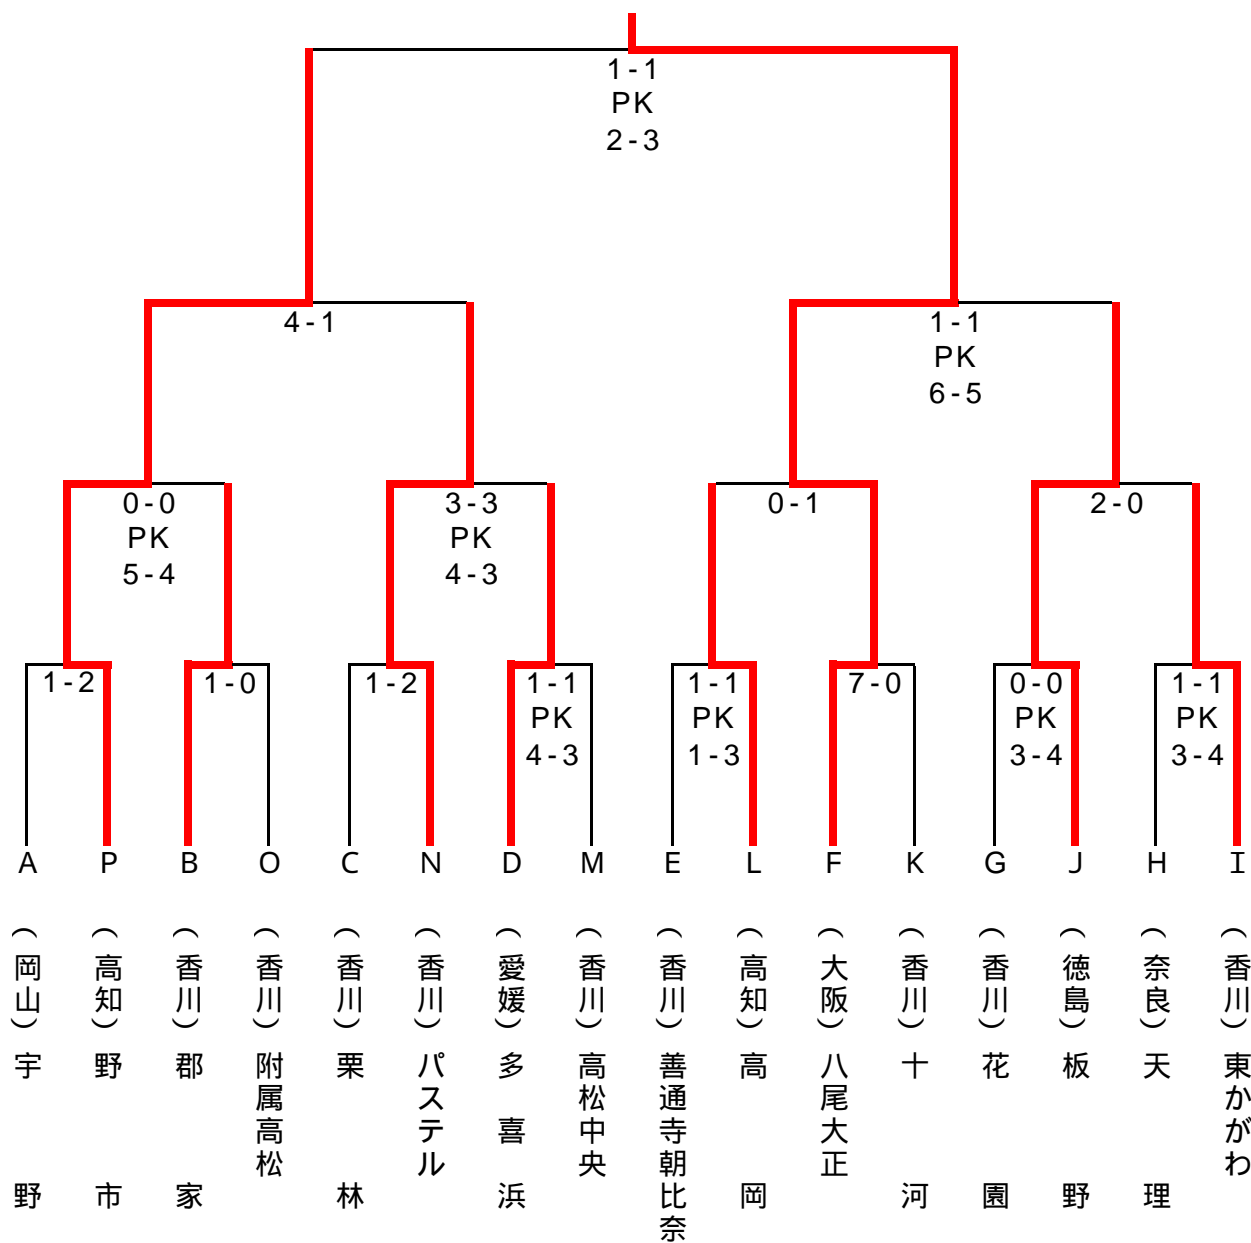 1-1
PK
2-3
4-1
1-1
PK
6-5
0-0
PK
5-4
3-3
PK
4-3
0-1
2-0
1-2
1-0
1-2
1-1
PK
4-3
1-1
PK
1-3
7-0
0-0
PK
3-4
1-1
PK
3-4
A
P
B
O
C
N
D
M
E
L
F
K
G
J
H
I
(岡山)宇野
(高知)野市
(香川)郡家
(香川)附属高松
(香川)栗林
(香川)パステル
(愛媛)多喜浜
(香川)高松中央
(香川)善通寺朝比奈
(高知)高岡
(大阪)八尾大正
(香川)十河
(香川)花園
(徳島)板野
(奈良)天理
(香川)東かがわ